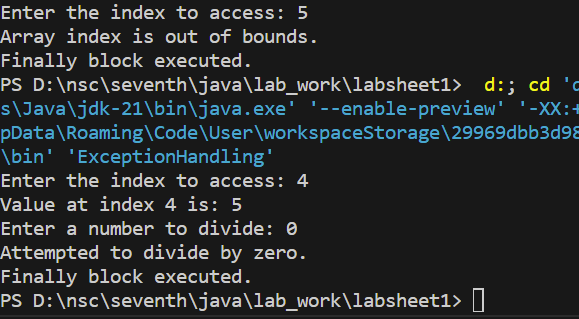 Enter the index to access: 5
Array index is out of bounds.
Finally block executed.
PS D:\nsc\seventh\java\lab_work\labsheet1>  d:; cd 'd
s\Java\jdk-21\bin\java.exe' '--enable-preview' '-XX:+
pData\Roaming\Code\User\workspaceStorage\29969dbb3d98
\bin' 'ExceptionHandling'
Enter the index to access: 4
Value at index 4 is: 5
Enter a number to divide: 0
Attempted to divide by zero.
Finally block executed.
PS D:\nsc\seventh\java\lab_work\labsheet1>